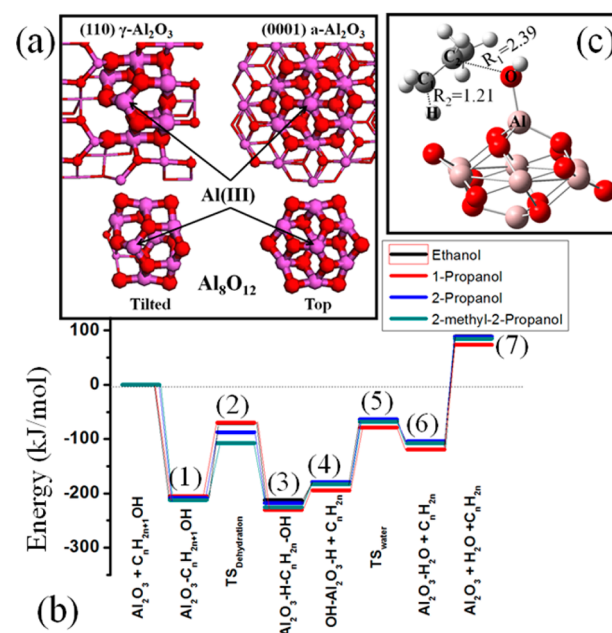 (a)
(110) γ-Al₂O₃ (0001) a-Al₂O₃
Al(III)
Al₈O₁₂
Tilted Top
(c)
C₂
R₁=2.39
O
C
R₂=1.21
H
Al
Ethanol
1-Propanol
2-Propanol
2-methyl-2-Propanol
Energy (kJ/mol)
100
0
-100
-200
-300
(1)
(2)
(3)
(4)
(5)
(6)
(7)
(b)
Al₂O₃ + CₙH₂ₙ₊₁OH
Al₂O₃-CₙH₂ₙ₊₁OH
TS_Dehydration
Al₂O₃-H-CₙH₂ₙ-OH
OH-Al₂O₃-H + CₙH₂ₙ
TS_water
Al₂O₃-H₂O + CₙH₂ₙ
Al₂O₃ + H₂O +CₙH₂ₙ